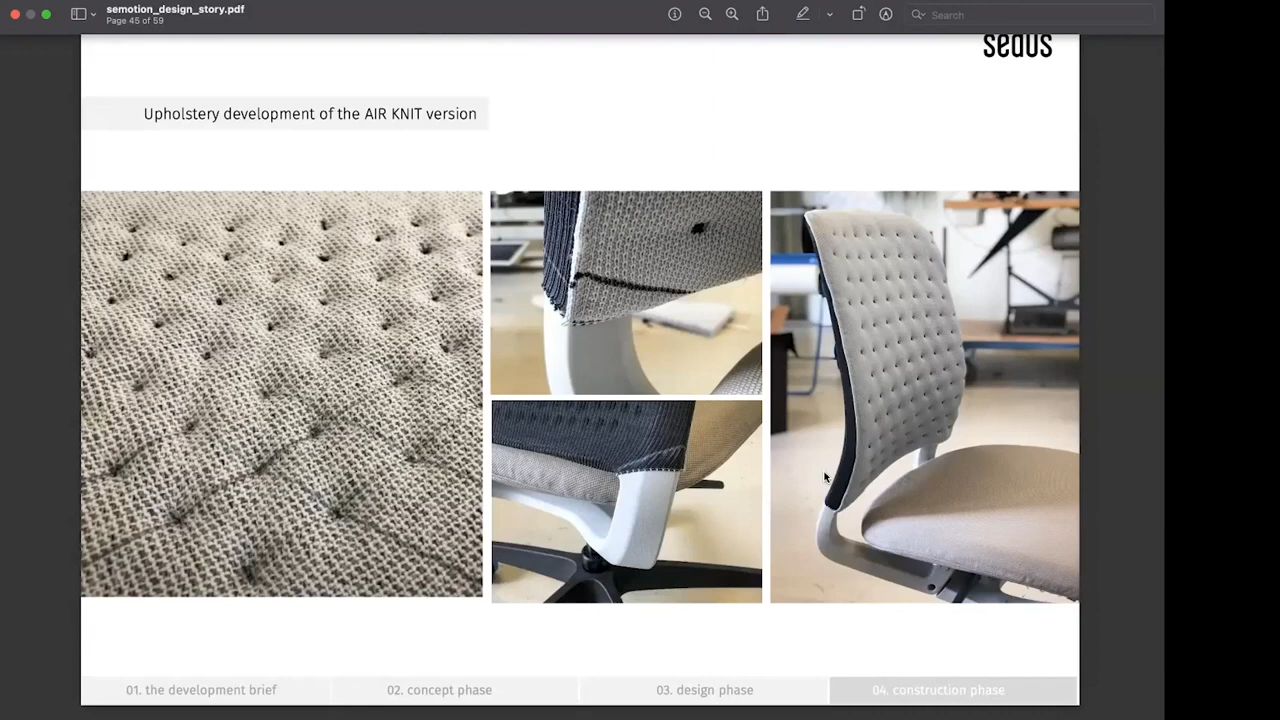 semotion_design_story.pdf
Page 45 of 59
Search
sedus
Upholstery development of the AIR KNIT version
01. the development brief
02. concept phase
03. design phase
04. construction phase